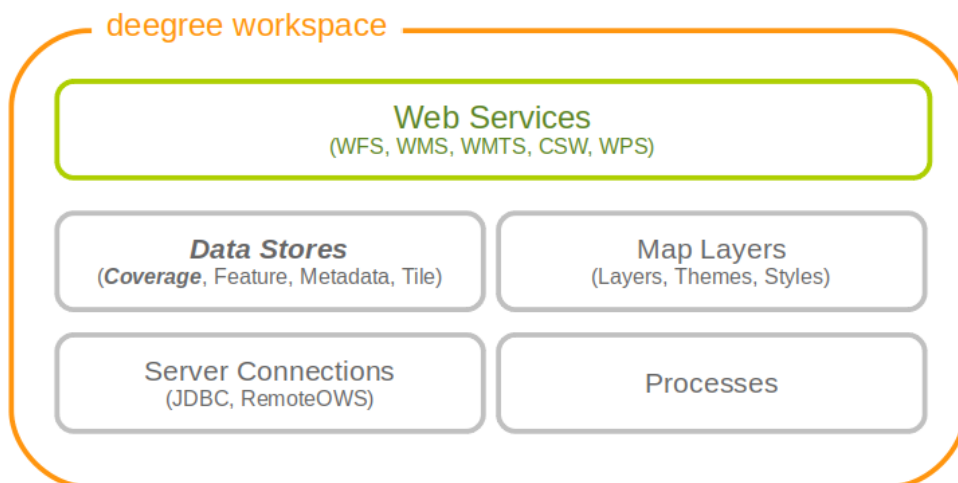 deegree workspace
Web Services
(WFS, WMS, WMTS, CSW, WPS)
Data Stores
(Coverage, Feature, Metadata, Tile)
Map Layers
(Layers, Themes, Styles)
Server Connections
(JDBC, RemoteOWS)
Processes